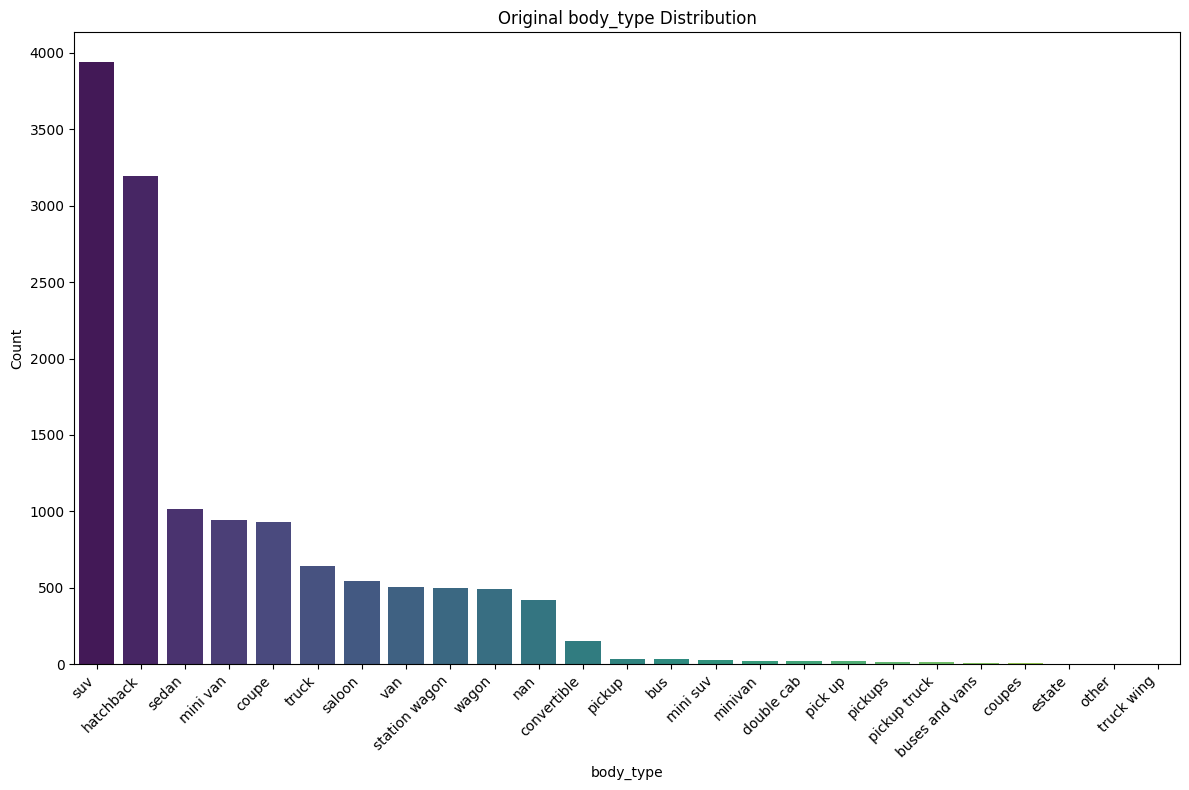 Original body_type Distribution
4000
3500
3000
2500
2000
1500
1000
500
0
Count
suv
hatchback
sedan
mini van
coupe
truck
saloon
van
station wagon
wagon
nan
convertible
pickup
bus
mini suv
minivan
double cab
pick up
pickups
pickup truck
buses and vans
coupes
estate
other
truck wing
body_type